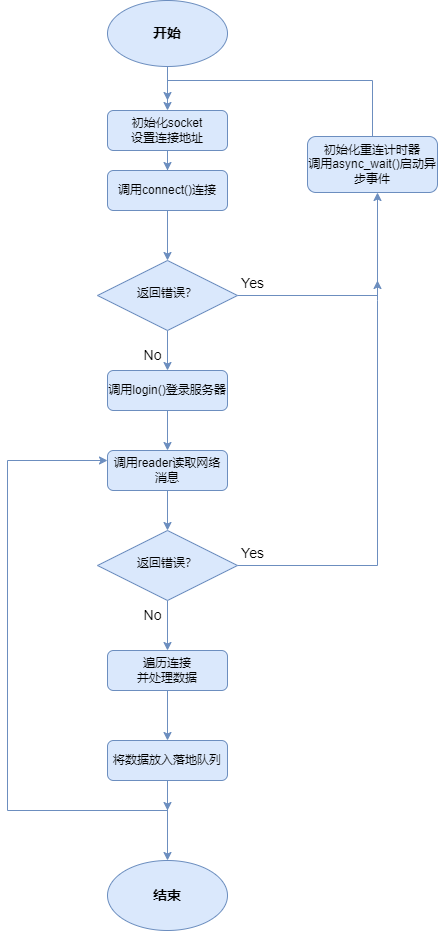 开始
初始化socket
设置连接地址
初始化重连计时器
调用async_wait()启动异
步事件
调用connect()连接
返回错误?
Yes
No
调用login()登录服务器
调用reader读取网络
消息
返回错误?
Yes
No
遍历连接
并处理数据
将数据放入落地队列
结束